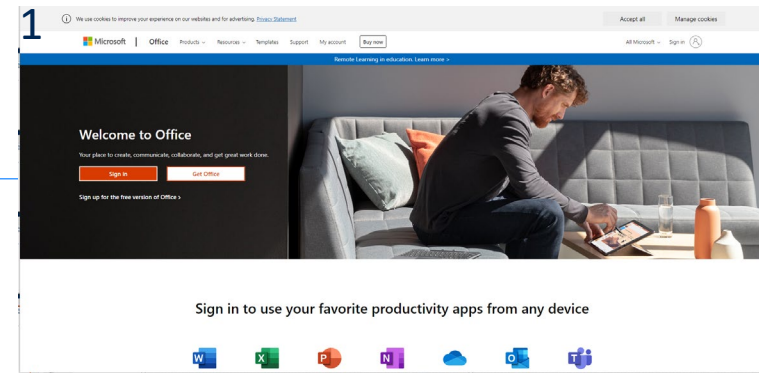 1
We use cookies to improve your experience on our websites and for advertising. Privacy Statement
Accept all
Manage cookies
Microsoft | Office Products Resources Templates Support My account Buy now All Microsoft Sign in
Remote Learning in education. Learn more >
Welcome to Office
Your place to create, communicate, collaborate, and get great work done.
Sign in
Get Office
Sign up for the free version of Office >
Sign in to use your favorite productivity apps from any device
W X P N O T